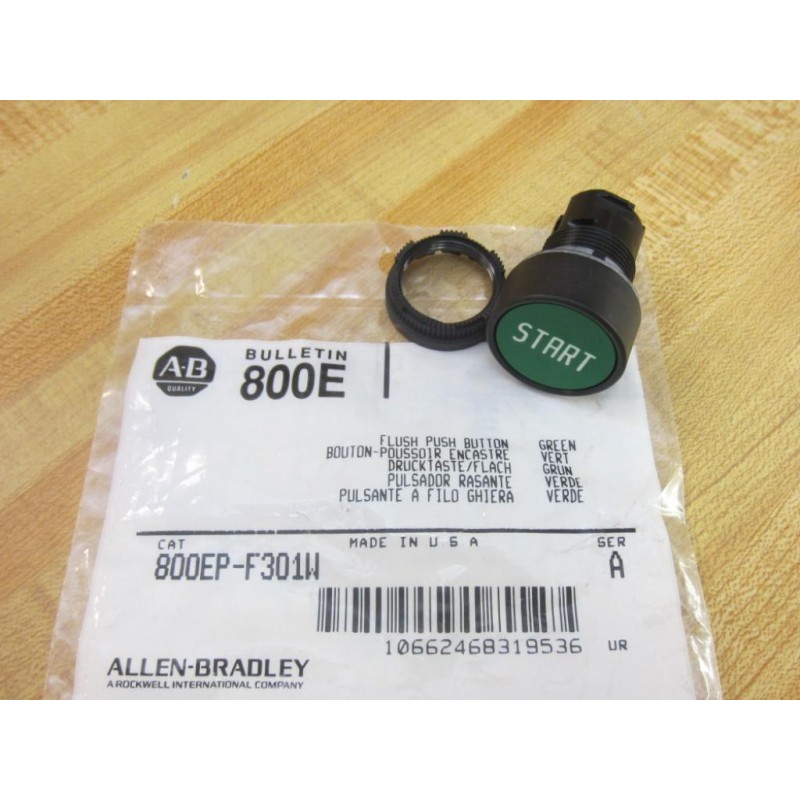 START
A-B
QUALITY
BULLETIN
800E
FLUSH PUSH BUTTON GREEN
BOUTON-POUSSOIR ENCASTRE VERT
DRUCKTASTE/FLACH GRUN
PULSADOR RASANTE VERDE
PULSANTE A FILO GHIERA VERDE
CAT MADE IN U S A SER
800EP-F301W A
10662468319536 UR
ALLEN-BRADLEY
A ROCKWELL INTERNATIONAL COMPANY